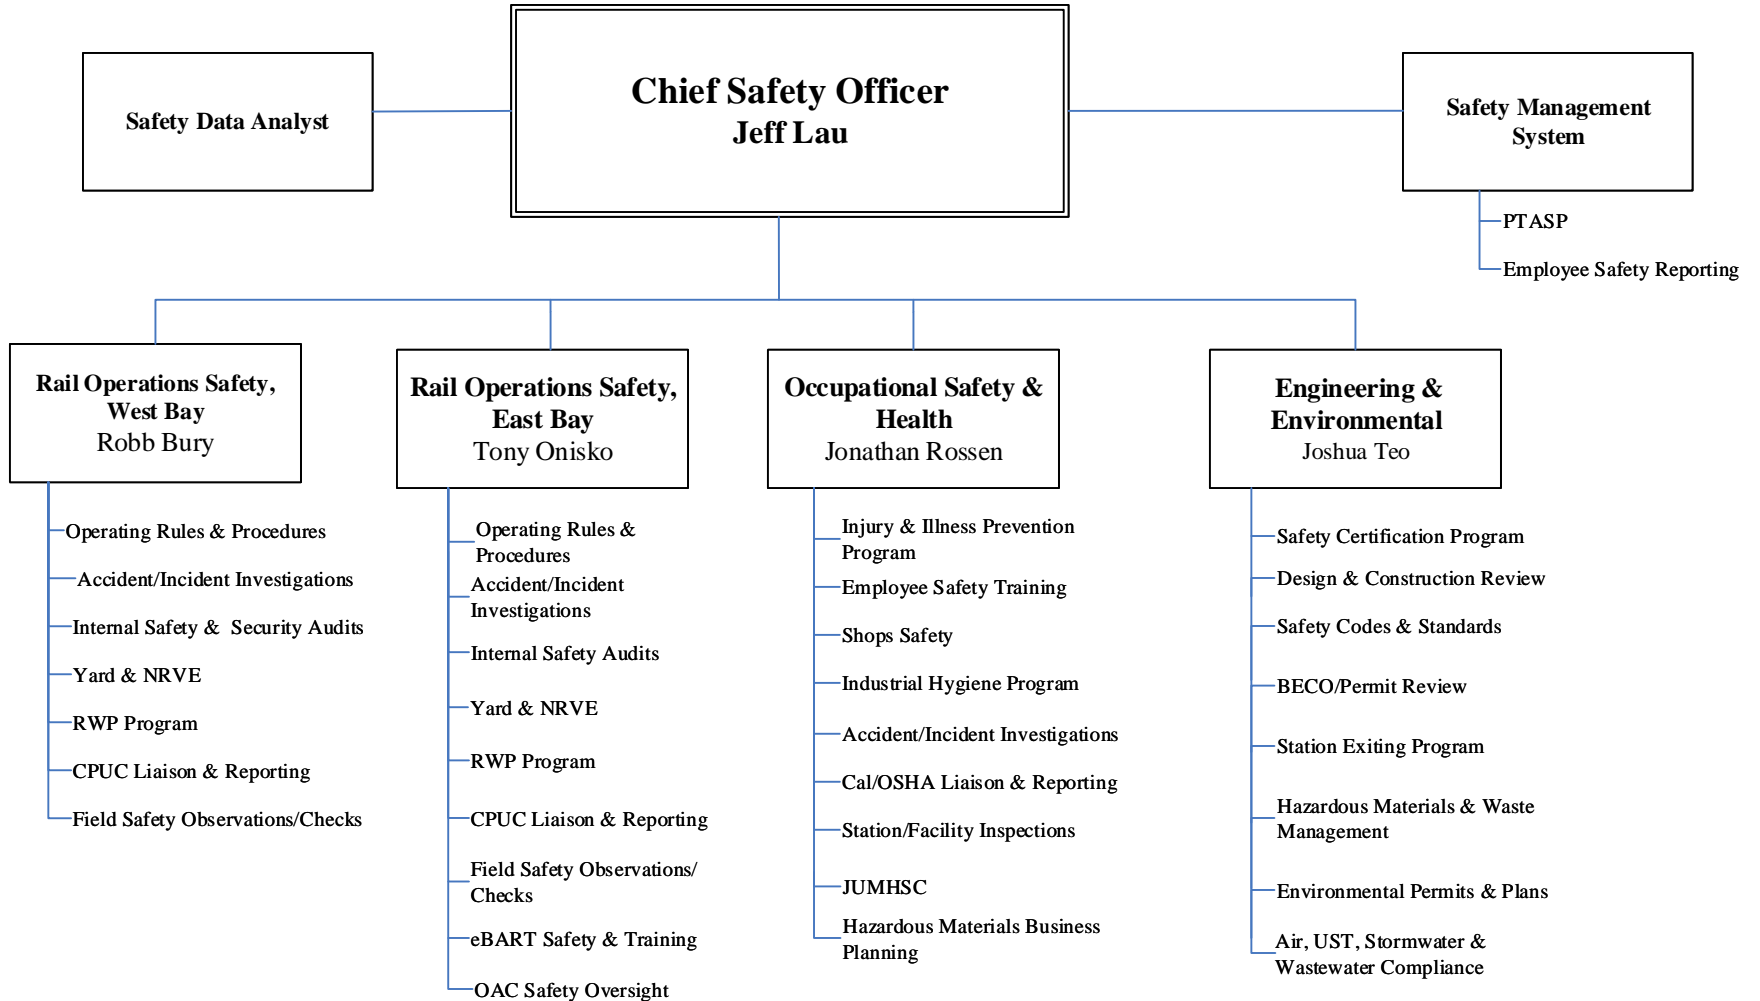 Chief Safety Officer
Jeff Lau
Safety Data Analyst
Safety Management
System
PTASP
Employee Safety Reporting
Rail Operations Safety,
West Bay
Robb Bury
Operating Rules & Procedures
Accident/Incident Investigations
Internal Safety & Security Audits
Yard & NRVE
RWP Program
CPUC Liaison & Reporting
Field Safety Observations/Checks
Rail Operations Safety,
East Bay
Tony Onisko
Operating Rules &
Procedures
Accident/Incident
Investigations
Internal Safety Audits
Yard & NRVE
RWP Program
CPUC Liaison & Reporting
Field Safety Observations/
Checks
eBART Safety & Training
OAC Safety Oversight
Occupational Safety &
Health
Jonathan Rossen
Injury & Illness Prevention
Program
Employee Safety Training
Shops Safety
Industrial Hygiene Program
Accident/Incident Investigations
Cal/OSHA Liaison & Reporting
Station/Facility Inspections
JUMHSC
Hazardous Materials Business
Planning
Engineering &
Environmental
Joshua Teo
Safety Certification Program
Design & Construction Review
Safety Codes & Standards
BECO/Permit Review
Station Exiting Program
Hazardous Materials & Waste
Management
Environmental Permits & Plans
Air, UST, Stormwater &
Wastewater Compliance